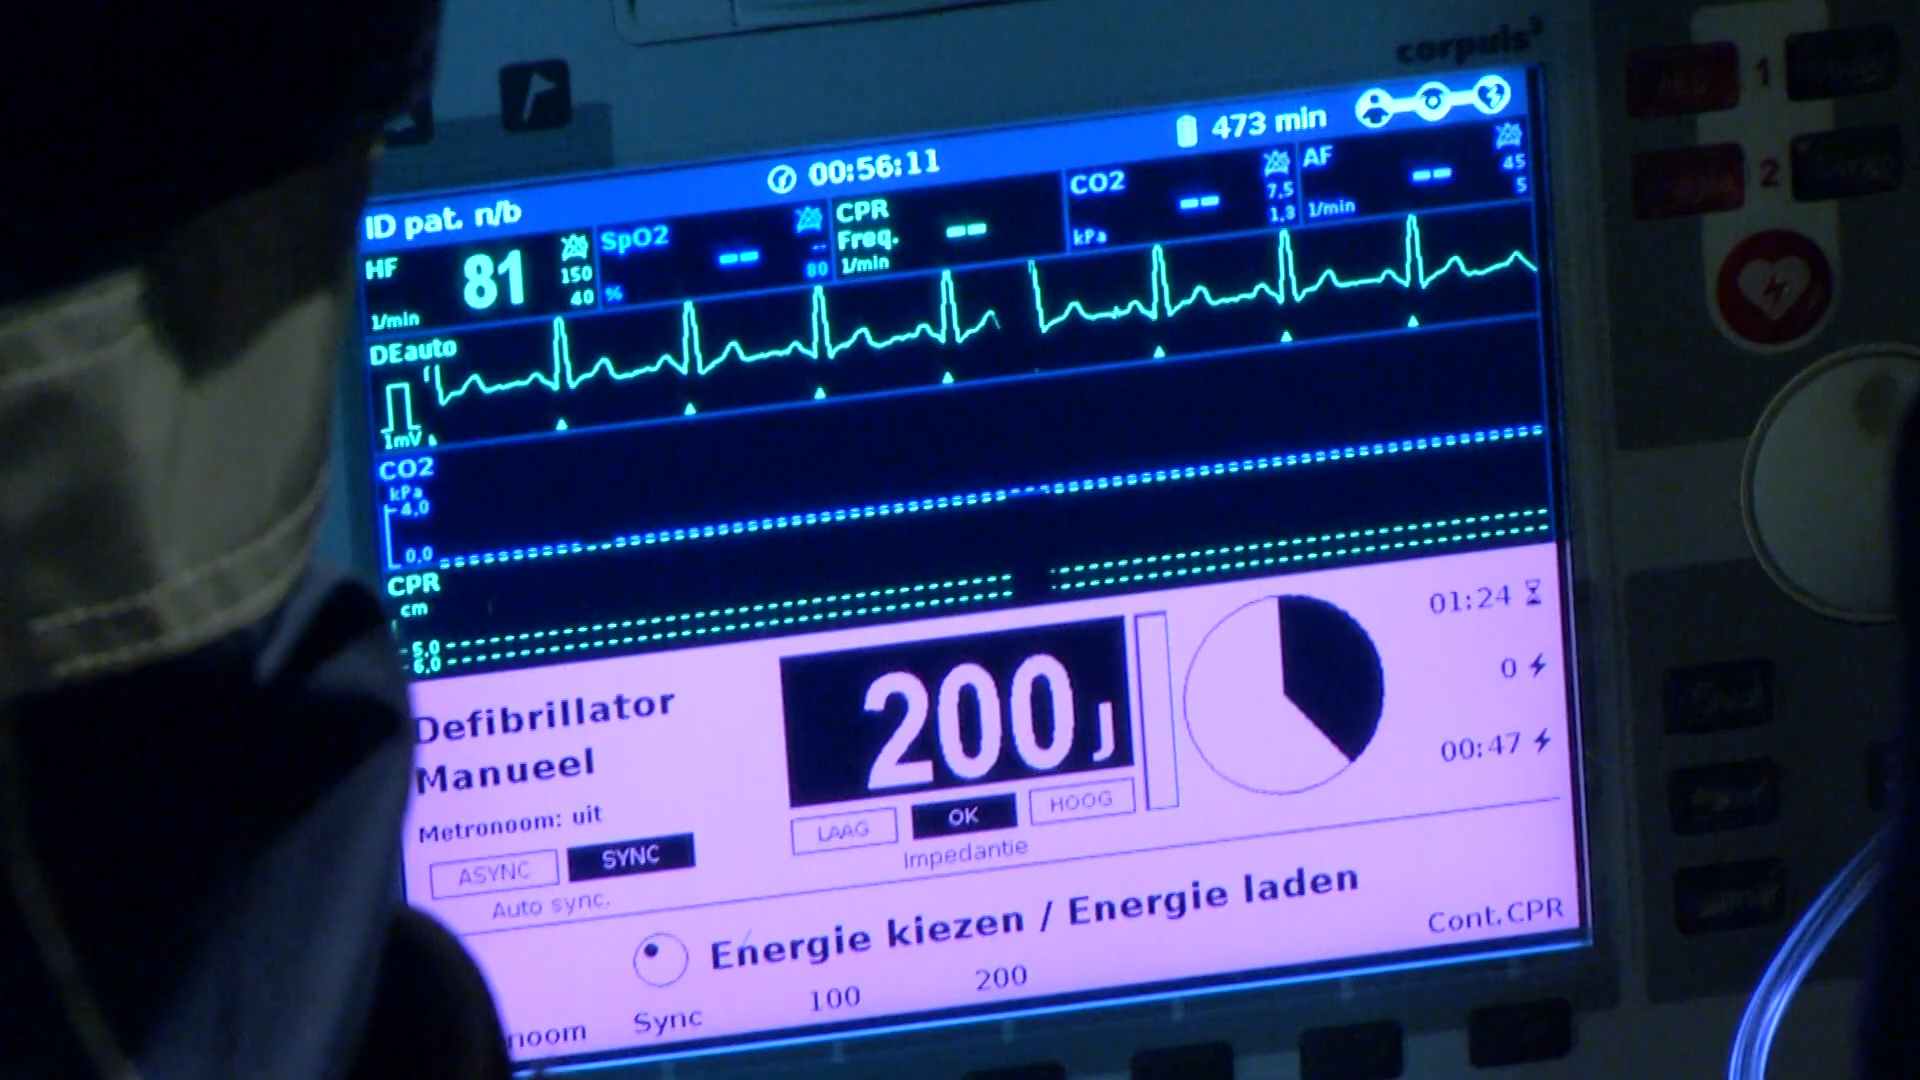 corpuls³
1
2
473 min
00:56:11
ID pat. n/b
HF
81
150
40
1/min
SpO2
--
--
80
%
CPR
Freq.
1/min
--
CO2
--
7,5
1,3
kPa
AF
--
45
5
1/min
DEauto
1mV
CO2
kPa
4,0
0,0
CPR
cm
5,0
6,0
Defibrillator
Manueel
Metronoom: uit
ASYNC
SYNC
Auto sync.
200J
LAAG
OK
HOOG
Impedantie
01:24
0
00:47
Energie kiezen / Energie laden
Cont.CPR
noom
Sync
100
200